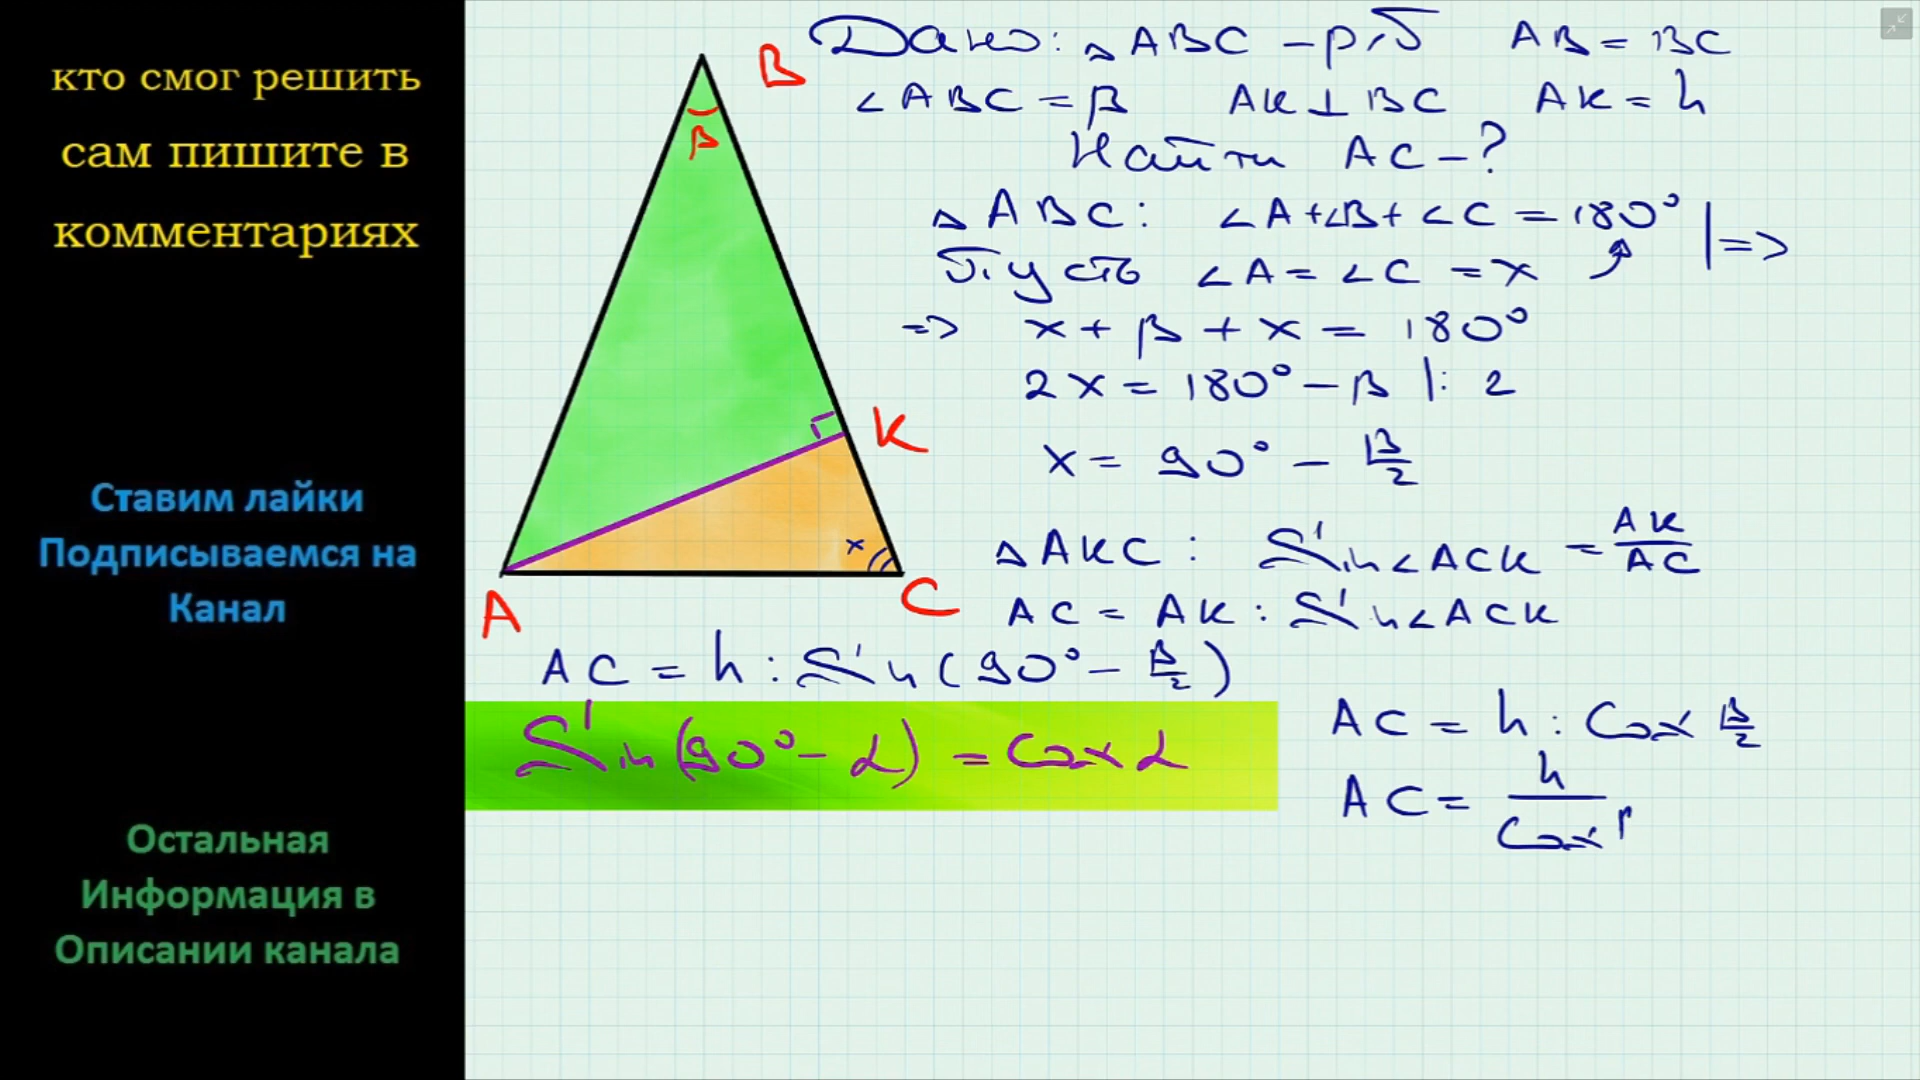 кто смог решить
сам пишите в
комментариях
Ставим лайки
Подписываемся на
Канал
Остальная
Информация в
Описании канала
B
β
K
x
A
C
Дано: △ABC – р/б AB = BC
∠ABC = β AK ⊥ BC AK = h
Найти AC – ?
△ABC: ∠A + ∠B + ∠C = 180° | =>
Пусть ∠A = ∠C = x
=> x + β + x = 180°
2x = 180° – β |: 2
x = 90° – β/2
△AKC: Sin∠ACK = AK/AC
AC = AK : Sin∠ACK
AC = h : Sin(90° – β/2)
Sin(90° – α) = Cos α
AC = h : Cos β/2
AC = h/Cos